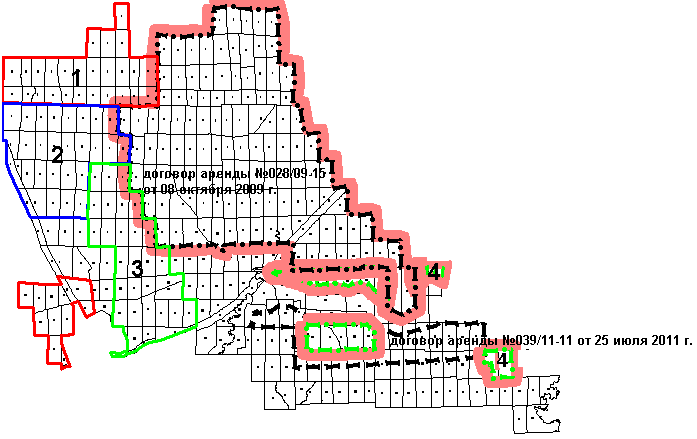 1
2
договор аренды №028/09-15
от 08 октября 2009 г.
3
4
договор аренды №039/11-11 от 25 июля 2011 г.
4